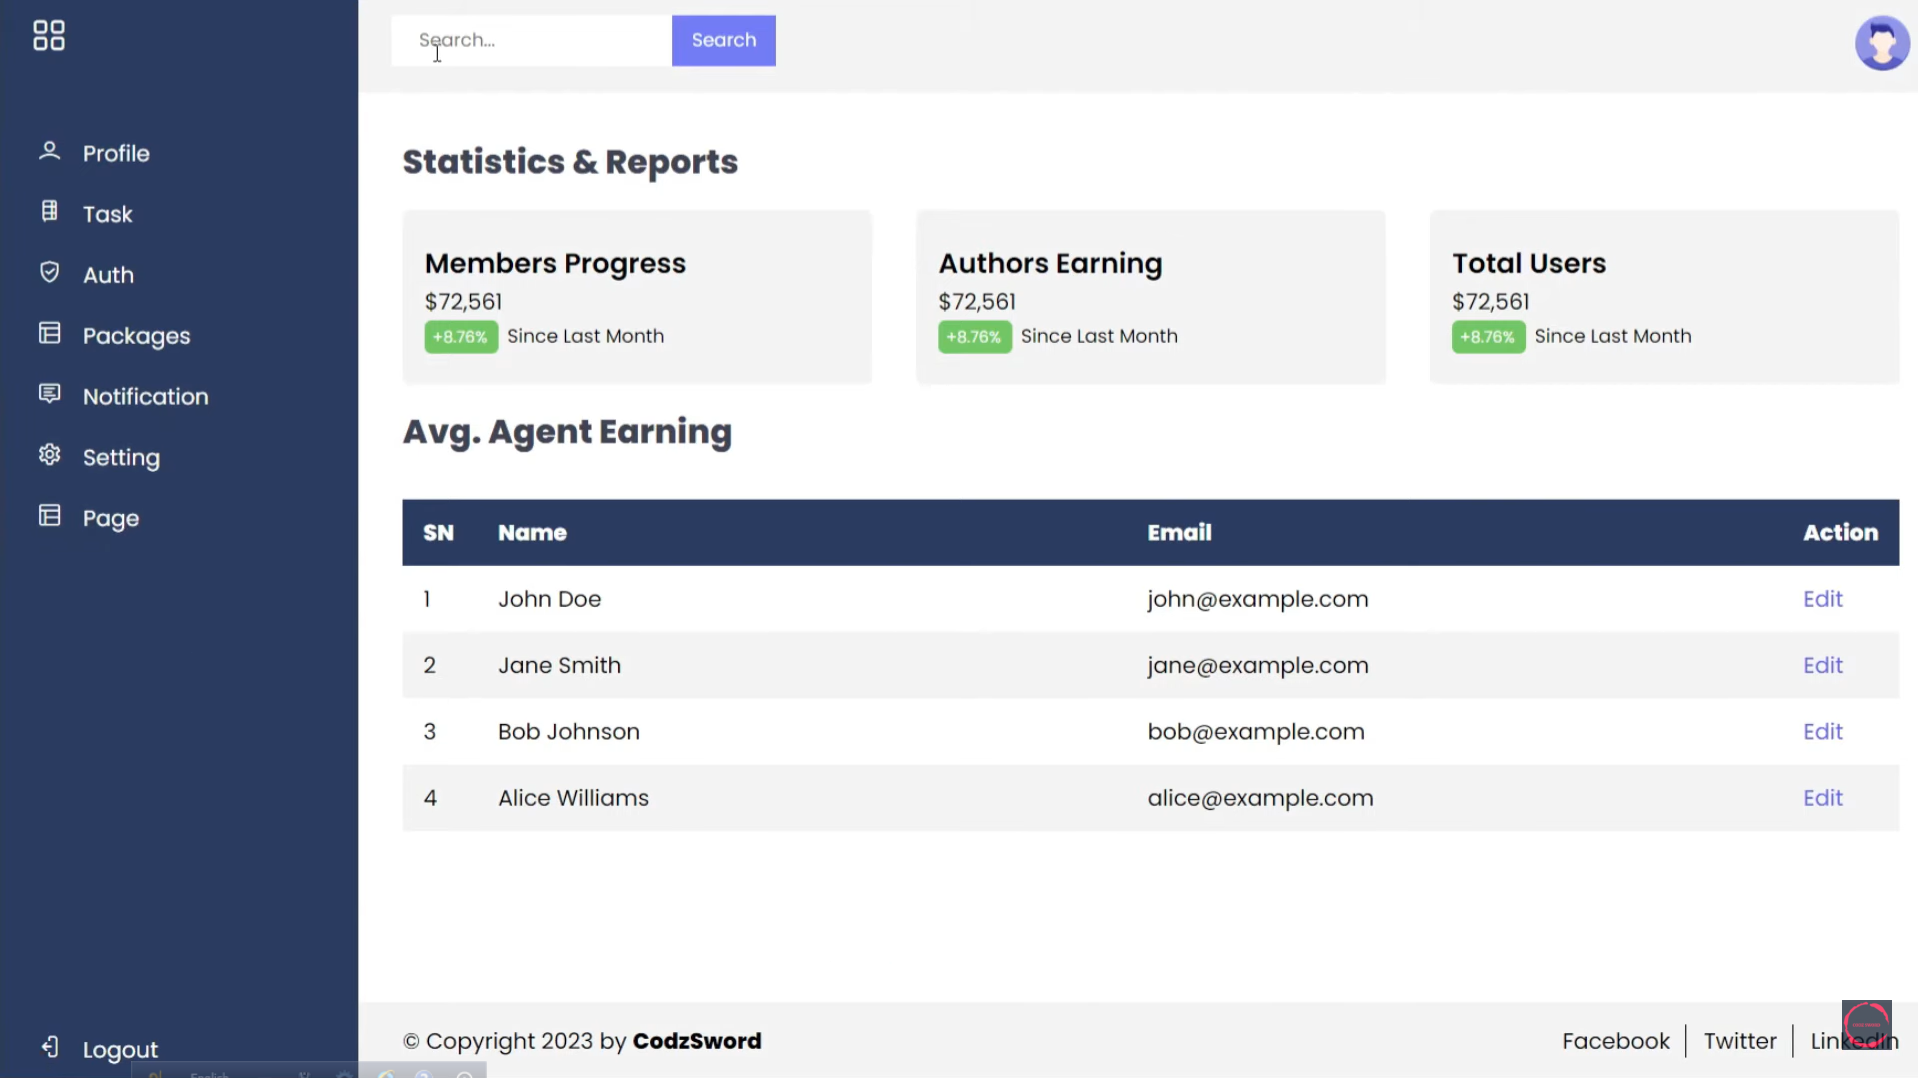 Search...
Search
Profile
Task
Auth
Packages
Notification
Setting
Page
Logout
Statistics & Reports
Members Progress
$72,561
+8.76% Since Last Month
Authors Earning
$72,561
+8.76% Since Last Month
Total Users
$72,561
+8.76% Since Last Month
Avg. Agent Earning
SN Name Email Action
1 John Doe john@example.com Edit
2 Jane Smith jane@example.com Edit
3 Bob Johnson bob@example.com Edit
4 Alice Williams alice@example.com Edit
© Copyright 2023 by CodzSword
Facebook Twitter LinkedIn